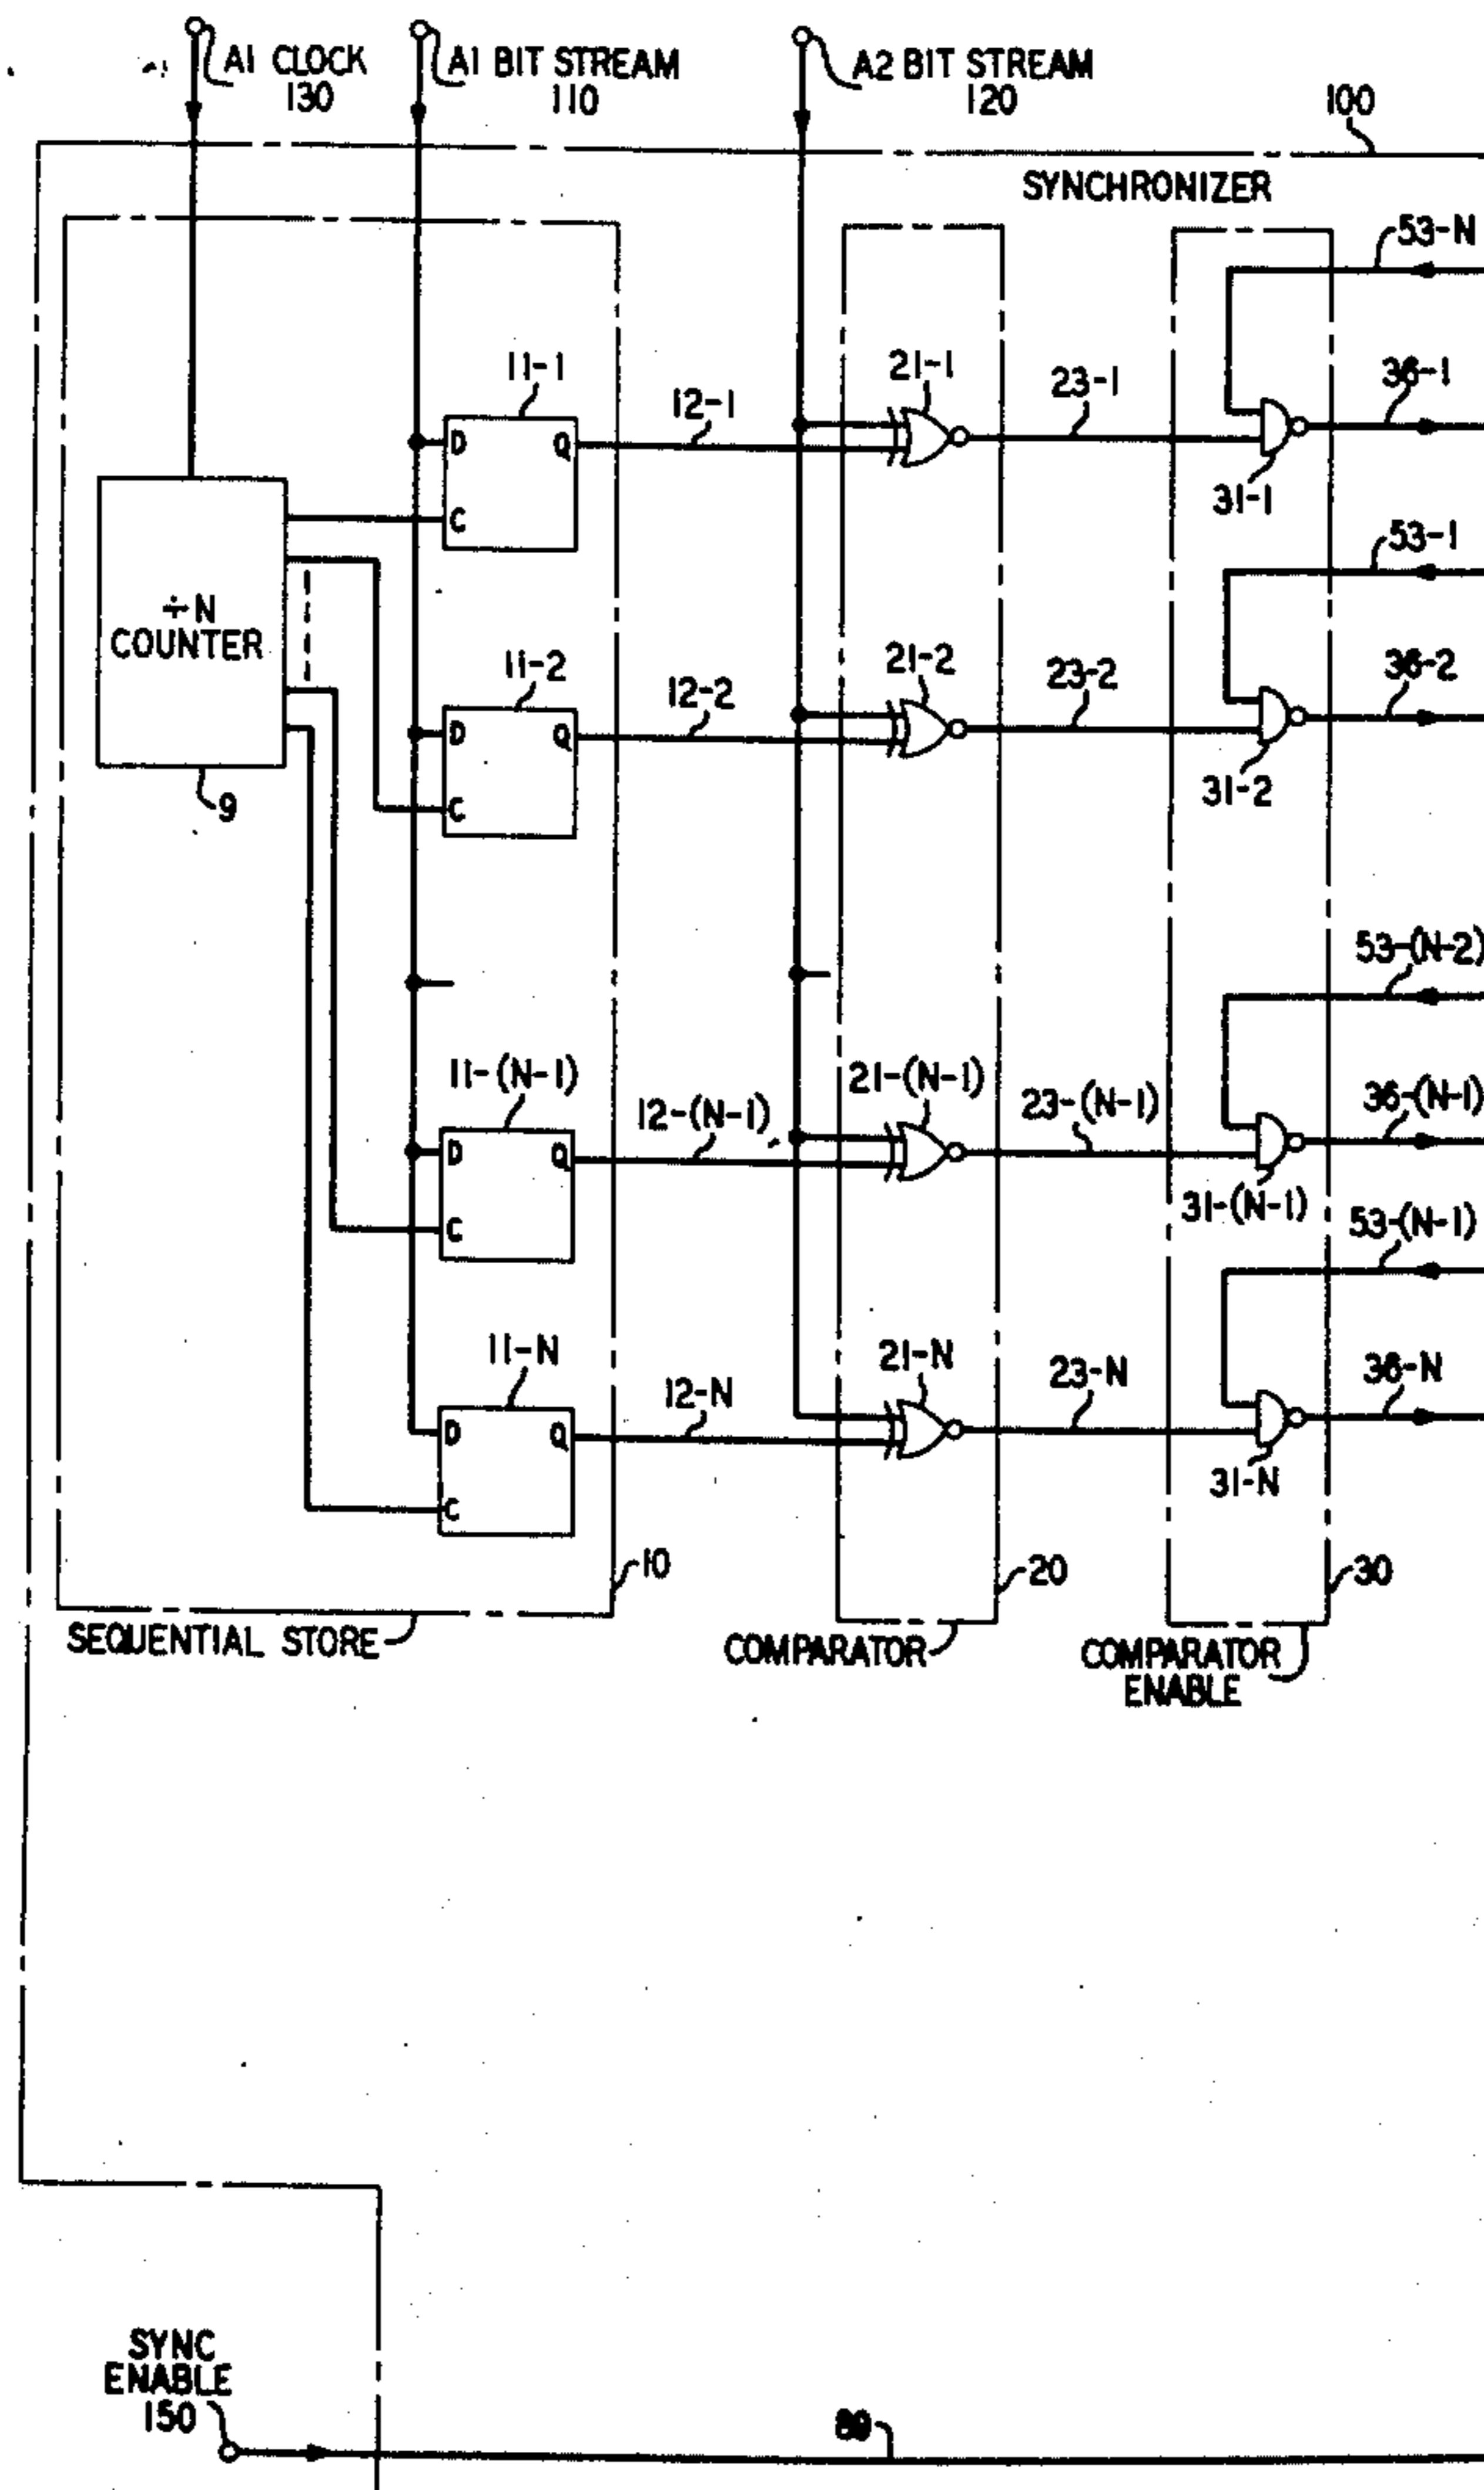 A1 CLOCK
130
A1 BIT STREAM
110
A2 BIT STREAM
120
100
SYNCHRONIZER
53-N
11-1
12-1
21-1
23-1
36-1
D Q
C
31-1
53-1
÷N
COUNTER
11-2
12-2
21-2
23-2
36-2
D Q
C
31-2
9
53-(N-2)
11-(N-1)
12-(N-1)
21-(N-1)
23-(N-1)
36-(N-1)
D Q
C
31-(N-1)
53-(N-1)
11-N
12-N
21-N
23-N
36-N
D Q
C
31-N
10
20
30
SEQUENTIAL STORE
COMPARATOR
COMPARATOR
ENABLE
SYNC
ENABLE
150